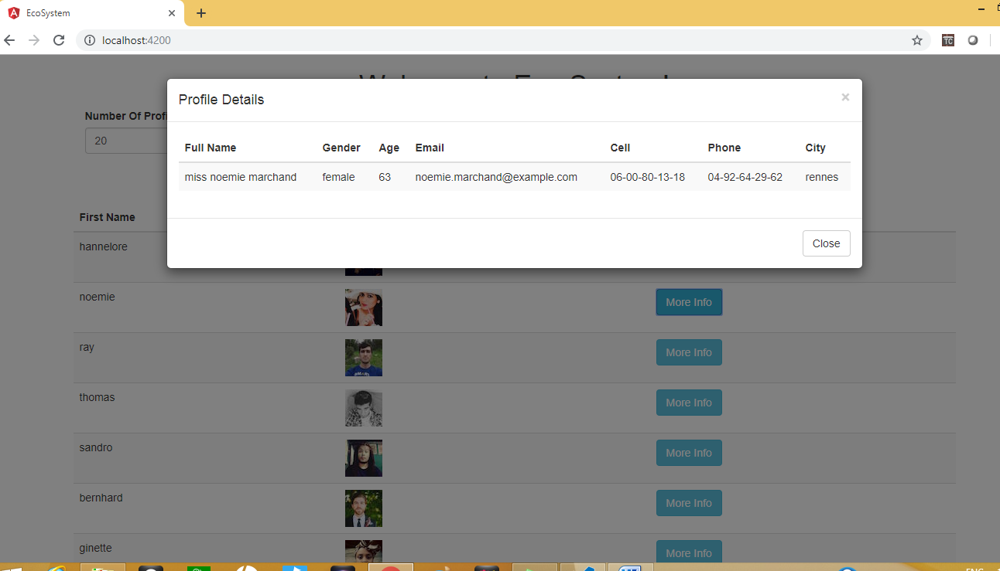 EcoSystem
localhost:4200
Profile Details
Number Of Profi
20
Full Name Gender Age Email Cell Phone City
miss noemie marchand female 63 noemie.marchand@example.com 06-00-80-13-18 04-92-64-29-62 rennes
First Name
Close
hannelore
noemie More Info
ray More Info
thomas More Info
sandro More Info
bernhard More Info
ginette More Info